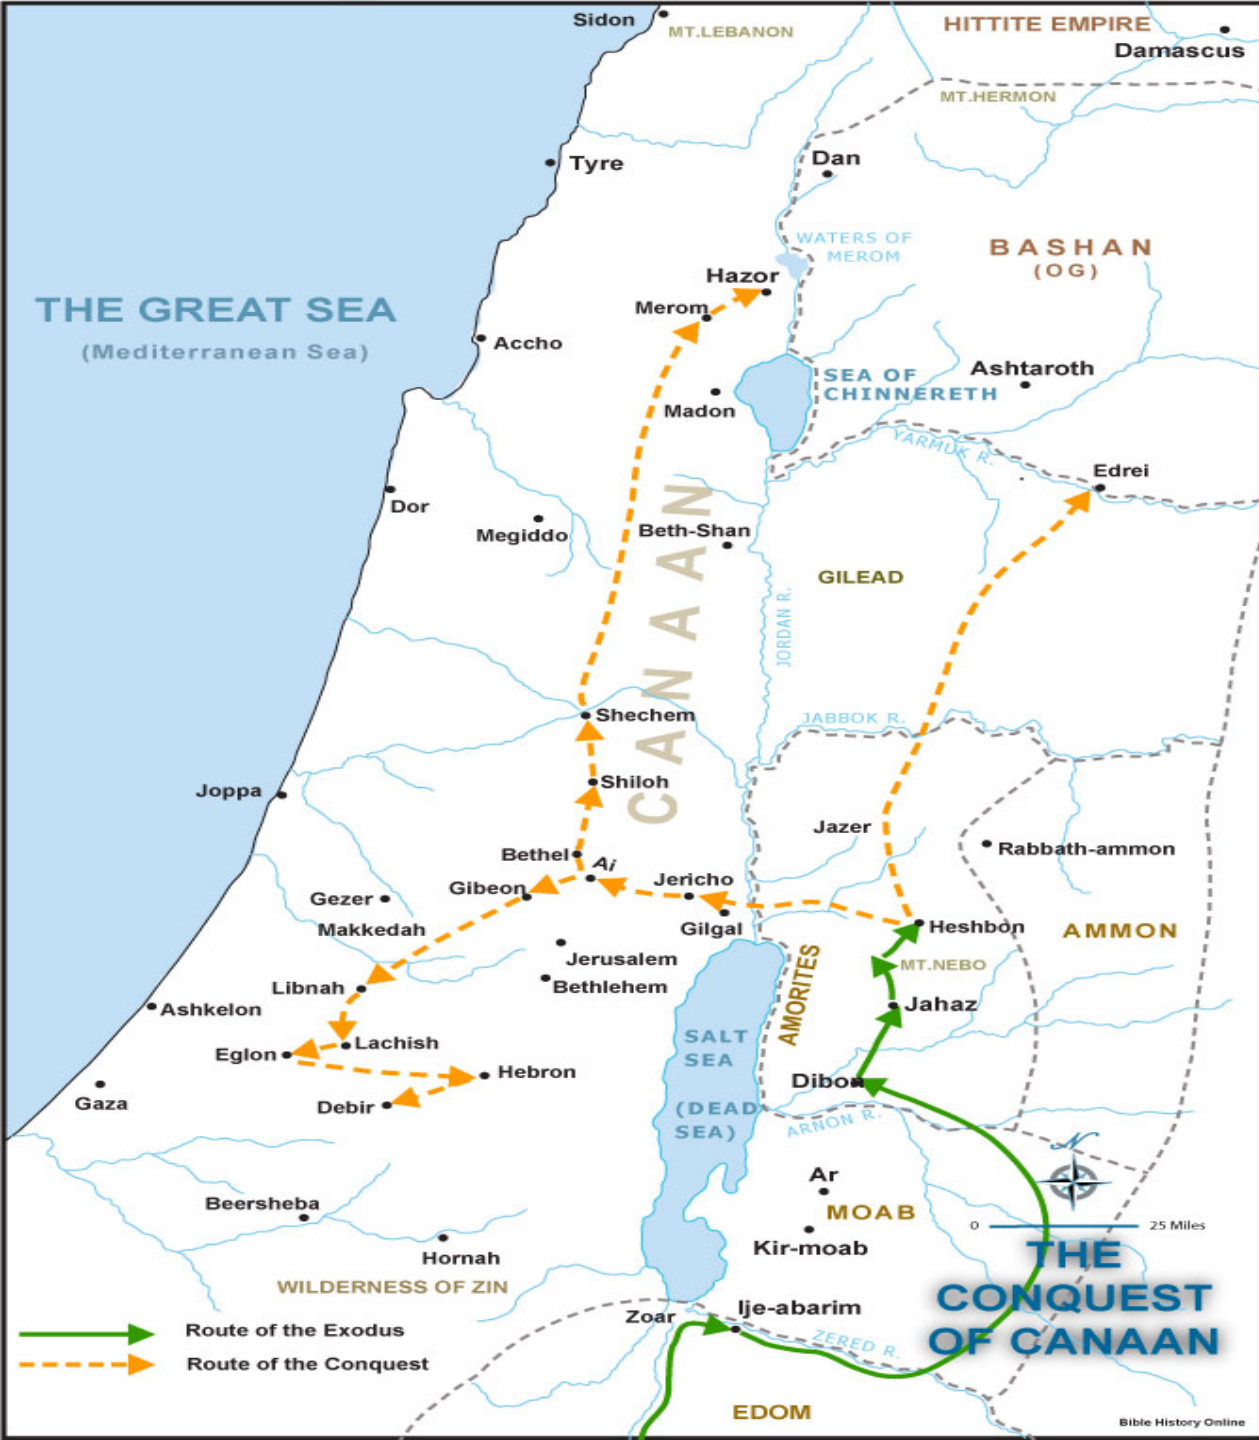 Sidon
MT.LEBANON
HITTITE EMPIRE
Damascus
MT.HERMON
Tyre
Dan
WATERS OF
MEROM
BASHAN
(OG)
Hazor
Merom
THE GREAT SEA
(Mediterranean Sea)
Accho
SEA OF
CHINNERETH
Ashtaroth
Madon
YARMUK R.
Edrei
Dor
Megiddo
Beth-Shan
CANAAN
GILEAD
JORDAN R.
Shechem
JABBOK R.
Shiloh
Joppa
Jazer
Rabbath-ammon
Bethel
Ai
Gibeon
Jericho
Gezer
Makkedah
Gilgal
Heshbon
AMMON
Jerusalem
MT.NEBO
Bethlehem
Libnah
AMORITES
Ashkelon
Jahaz
SALT
SEA
Lachish
Eglon
Hebron
Dibon
Gaza
Debir
(DEAD
SEA)
ARNON R.
N
Ar
Beersheba
MOAB
0
25 Miles
Kir-moab
Hornah
THE
CONQUEST
OF CANAAN
WILDERNESS OF ZIN
Zoar
Ije-abarim
ZERED R.
Route of the Exodus
Route of the Conquest
EDOM
Bible History Online